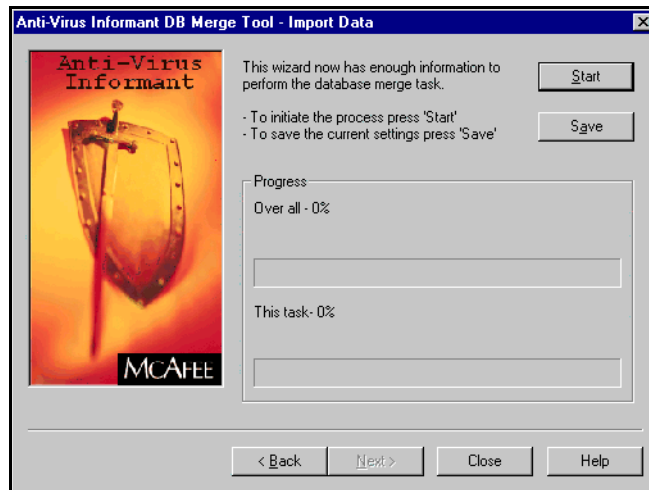 Anti-Virus Informant DB Merge Tool - Import Data
Anti-Virus
Informant
This wizard now has enough information to
perform the database merge task.
- To initiate the process press 'Start'
- To save the current settings press 'Save'
Start
Save
Progress
Over all - 0%
This task- 0%
MCAFEE
< Back
Next >
Close
Help